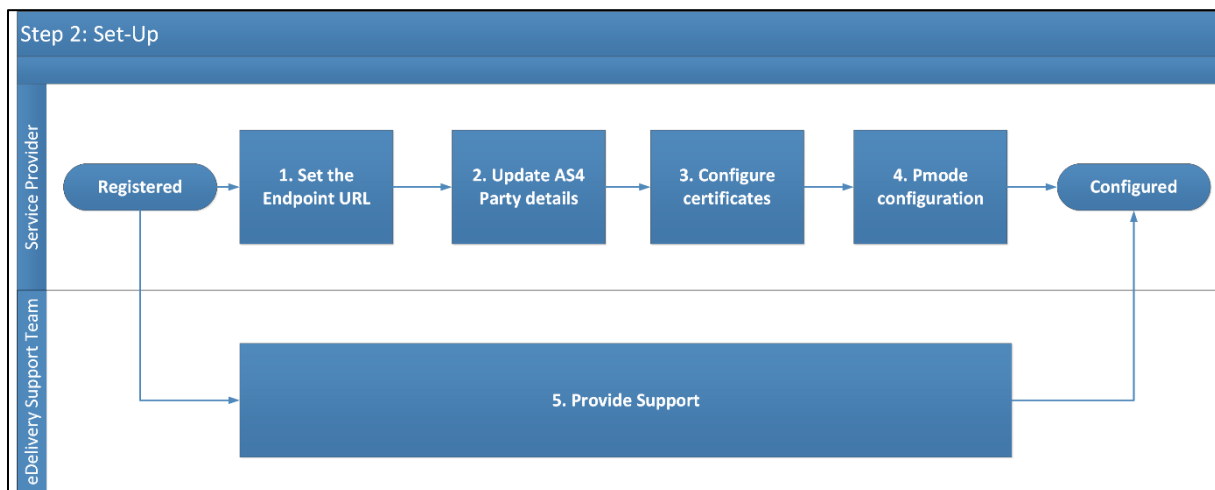 Step 2: Set-Up
Service Provider
Registered
1. Set the
Endpoint URL
2. Update AS4
Party details
3. Configure
certificates
4. Pmode
configuration
Configured
eDelivery Support Team
5. Provide Support